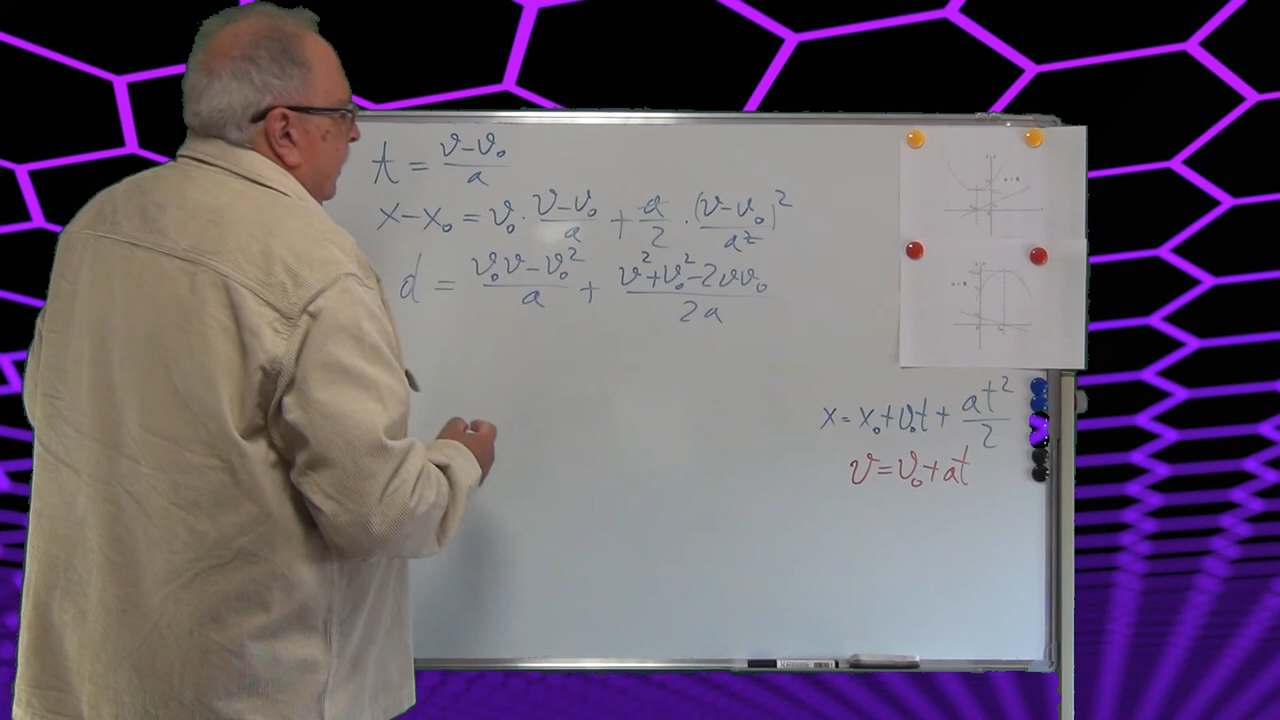 t = (v-v₀)/a
x-x₀ = v₀·(v-v₀)/a + a/2·(v-v₀)²/a²
d = (v₀v-v₀²)/a + (v²+v₀²-2vv₀)/2a
x=x₀+v₀t+at²/2
v=v₀+at